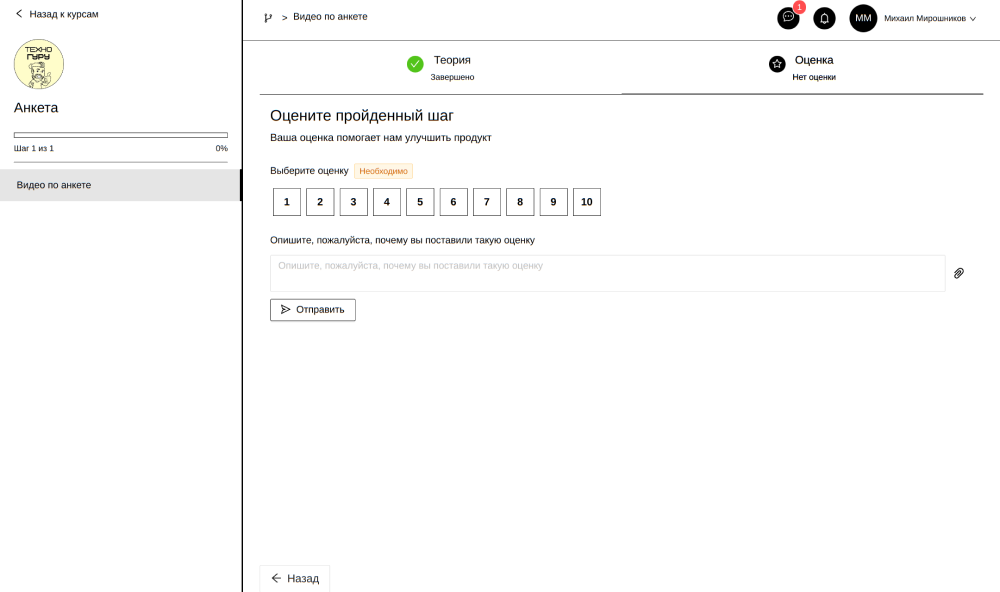 Назад к курсам
ТЕХНО
ГУРУ
Анкета
Шаг 1 из 1
0%
Видео по анкете
> Видео по анкете
1
ММ
Михаил Мирошников
Теория
Завершено
Оценка
Нет оценки
Оцените пройденный шаг
Ваша оценка помогает нам улучшить продукт
Выберите оценку Необходимо
1 2 3 4 5 6 7 8 9 10
Опишите, пожалуйста, почему вы поставили такую оценку
Опишите, пожалуйста, почему вы поставили такую оценку
Отправить
Назад